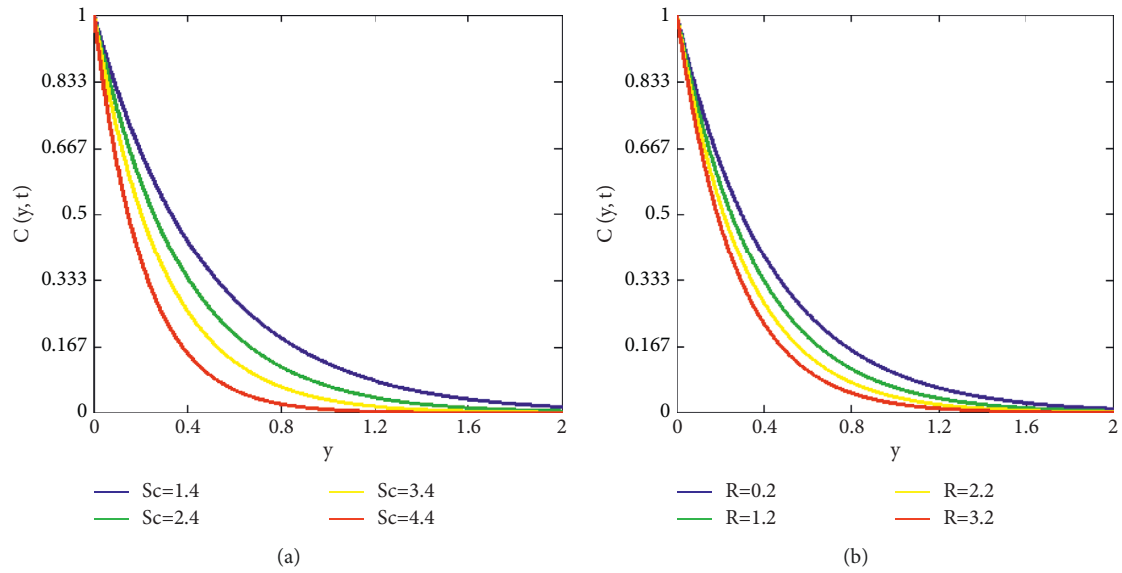 1
0.833
0.667
0.5
0.333
0.167
0
C (y, t)
0 0.4 0.8 1.2 1.6 2
y
Sc=1.4 Sc=3.4
Sc=2.4 Sc=4.4
(a)
1
0.833
0.667
0.5
0.333
0.167
0
C (y, t)
0 0.4 0.8 1.2 1.6 2
y
R=0.2 R=2.2
R=1.2 R=3.2
(b)